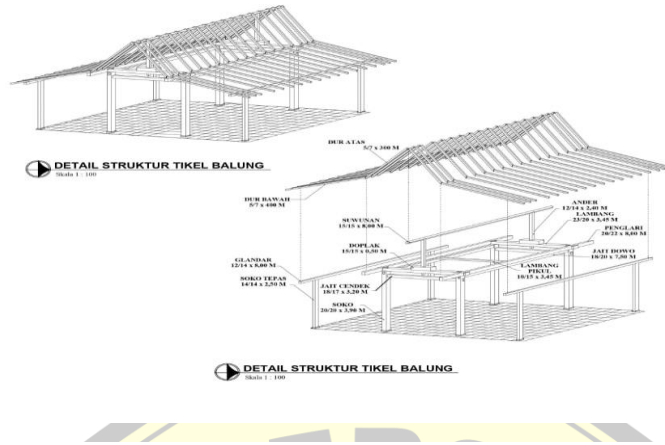 DETAIL STRUKTUR TIKEL BALUNG
Skala 1 : 100
DUR ATAS
5/7 x 300 M
DUR BAWAH
5/7 x 400 M
ANDER
12/14 x 2,40 M
LAMBANG
23/20 x 3,45 M
SUWUNAN
15/15 x 8,00 M
PENGLARI
20/22 x 8,00 M
DOPLAK
15/15 x 0,50 M
JAIT DOWO
18/20 x 7,50 M
GLANDAR
12/14 x 8,00 M
LAMBANG
PIKUL
10/15 x 3,45 M
SOKO TEPAS
14/14 x 2,50 M
JAIT CENDEK
18/17 x 3,20 M
SOKO
20/20 x 3,90 M
DETAIL STRUKTUR TIKEL BALUNG
Skala 1 : 100